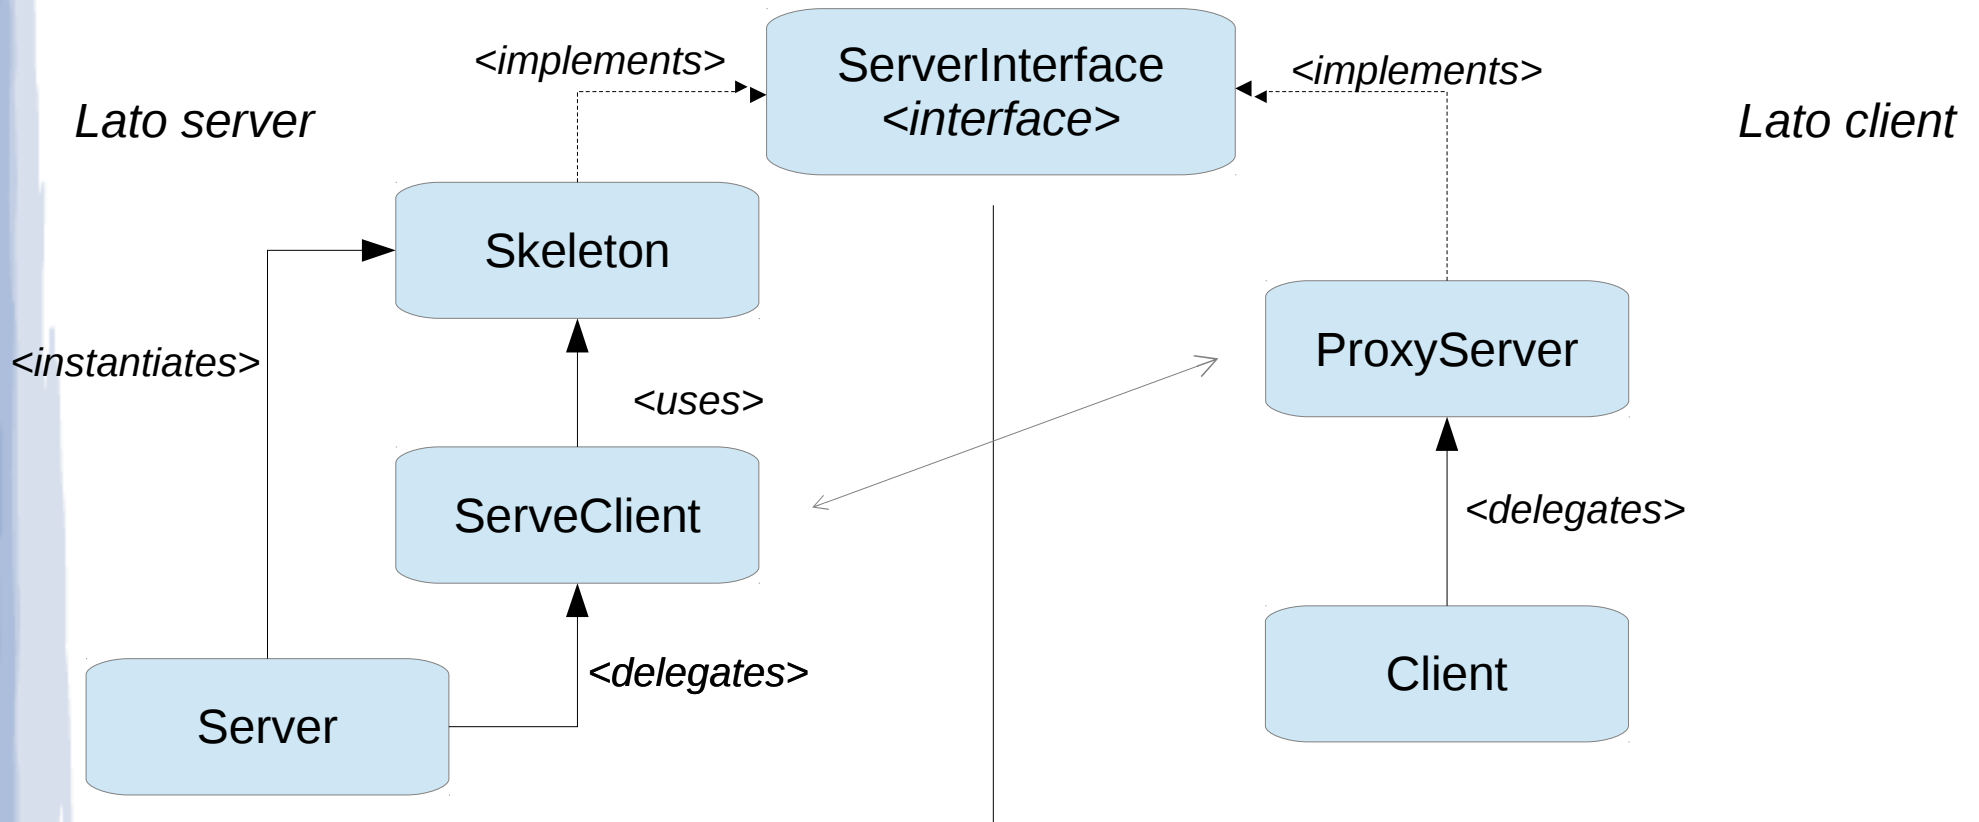 <implements>
ServerInterface
<interface>
<implements>
Lato server
Lato client
Skeleton
<instantiates>
<uses>
ProxyServer
ServeClient
<delegates>
<delegates>
Client
Server